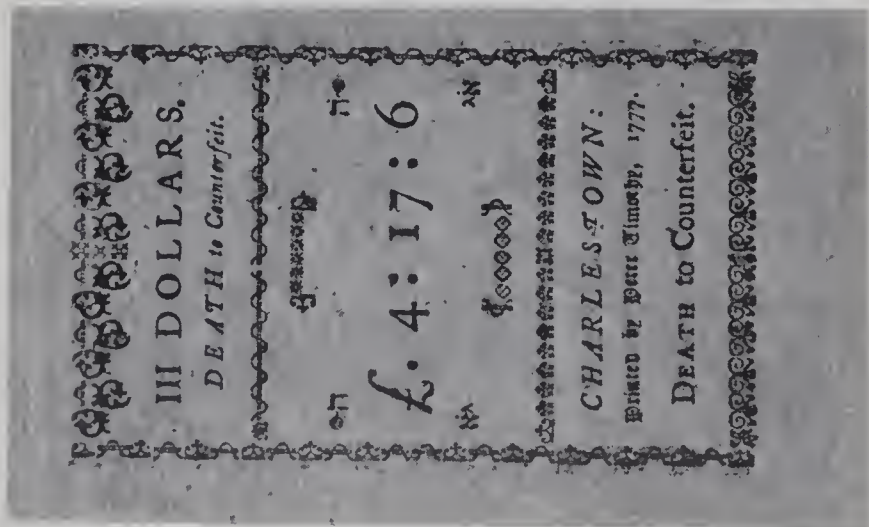 III DOLLARS.
DEATH to Counterfeit.
£. 4 : 17 : 6
CHARLESTOWN:
Printed by Peter Timothy, 1777.
DEATH to Counterfeit.